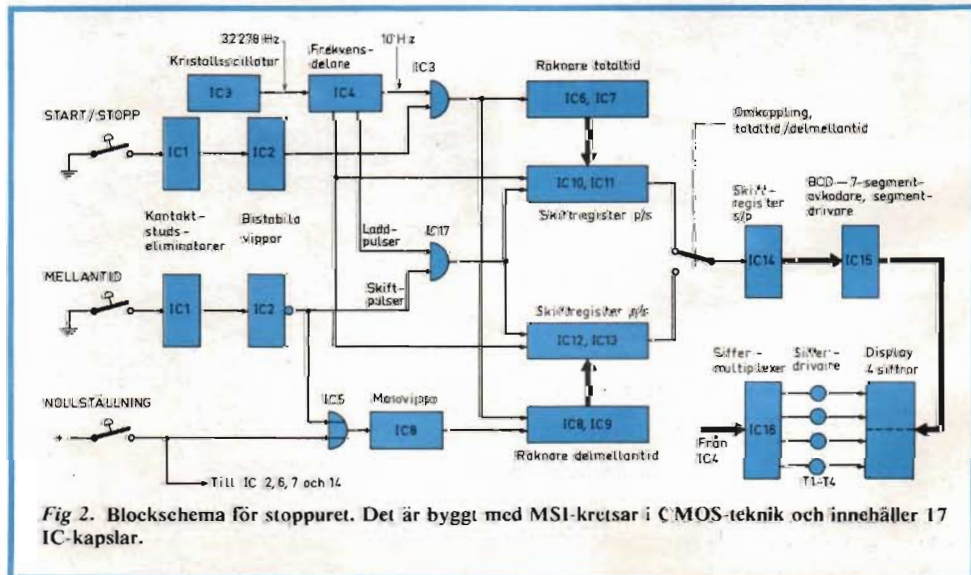 32278 Hz
Kristalloscillator
IC3
Frekvens-
delare
IC4
10 Hz
IC3
Räknare totaltid
IC6, IC7
START/STOPP
IC1
IC2
IC10, IC11
Skiftregister p/s
Omkoppling,
totaltid/delmellantid
Skift-
register
s/p
IC14
BCD — 7-segment-
avkodare, segment-
drivare
IC15
Kontakt-
studs-
eliminatorer
Bistabila
vippor
Ladd-
pulser
IC17
Skift-
pulser
MELLANTID
IC1
IC2
Skiftregister p/s
IC12, IC13
Siffer-
multiplexer
IC16
Siffer-
drivare
Display
4 siffror
Från
IC4
T1-T4
NOLLSTÄLLNING
+
IC5
Monovippa
IC8
IC8, IC9
Räknare delmellantid
Till IC 2,6,7 och 14
Fig 2. Blockschema för stoppuret. Det är byggt med MSI-kretsar i CMOS-teknik och innehåller 17
IC-kapslar.